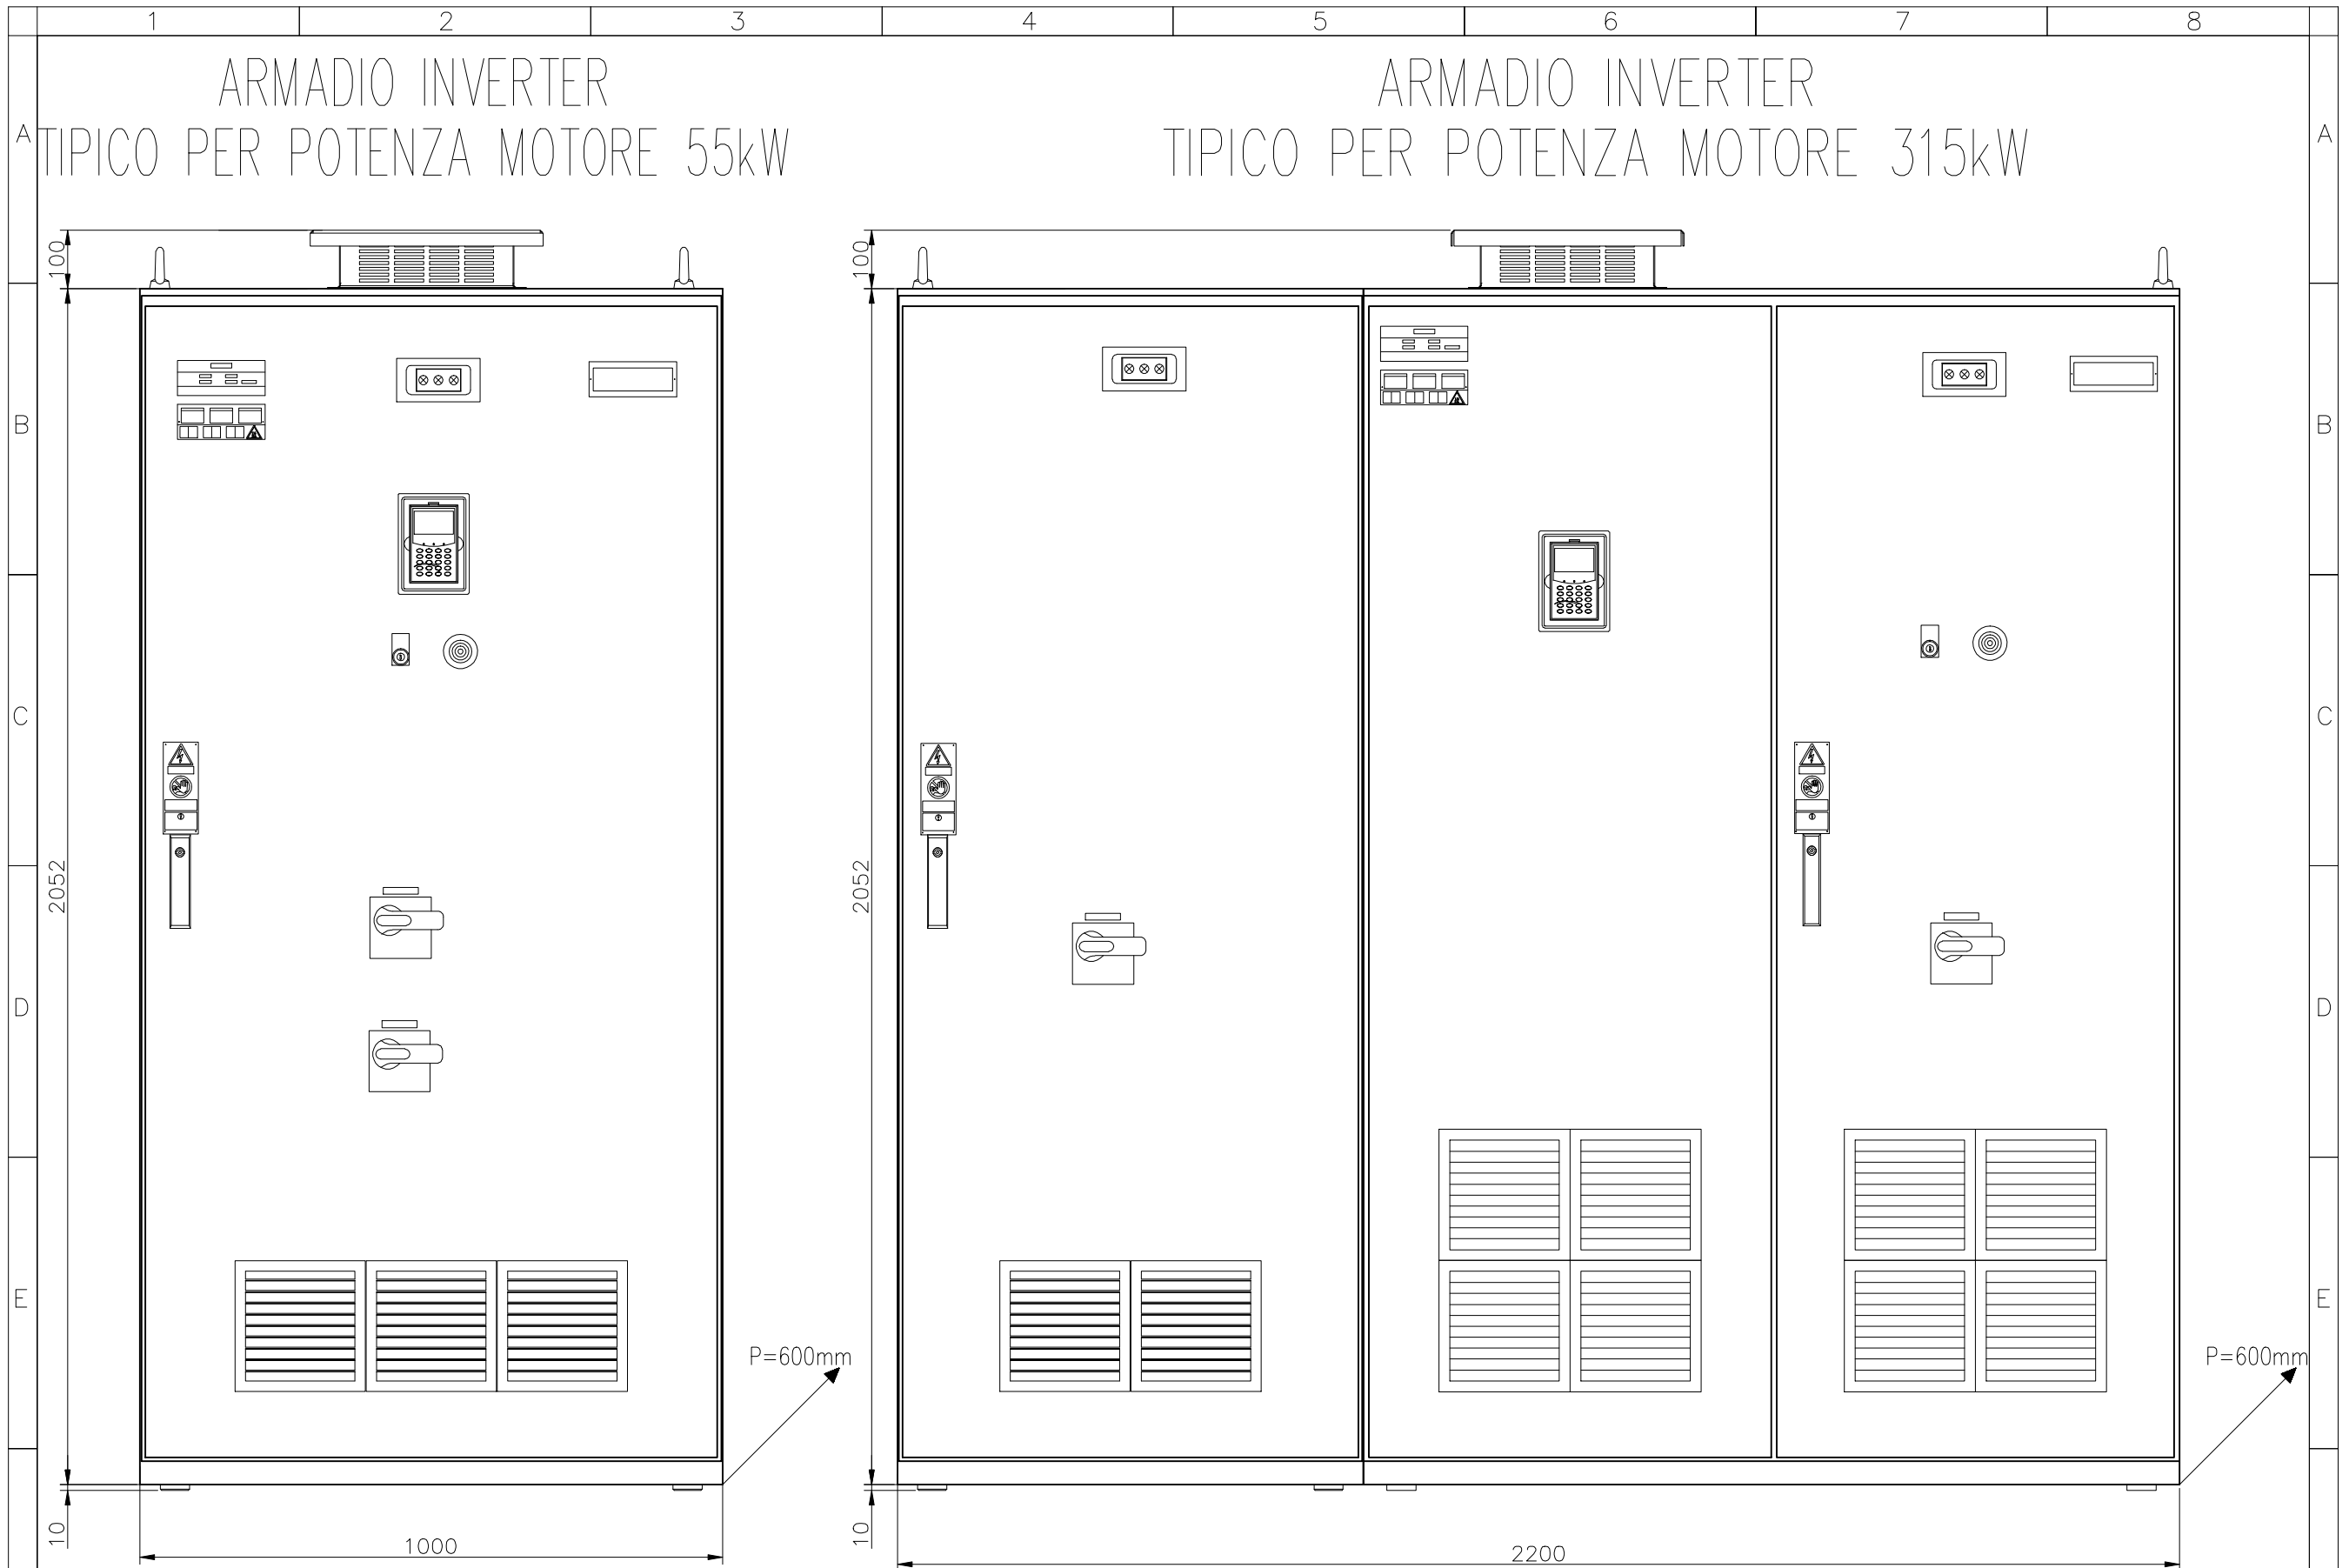 1 2 3 4 5 6 7 8
ARMADIO INVERTER
TIPICO PER POTENZA MOTORE 55kW
ARMADIO INVERTER
TIPICO PER POTENZA MOTORE 315kW
A A
100
100
B B
C C
2052
2052
D D
E E
P=600mm
P=600mm
10
1000
10
2200